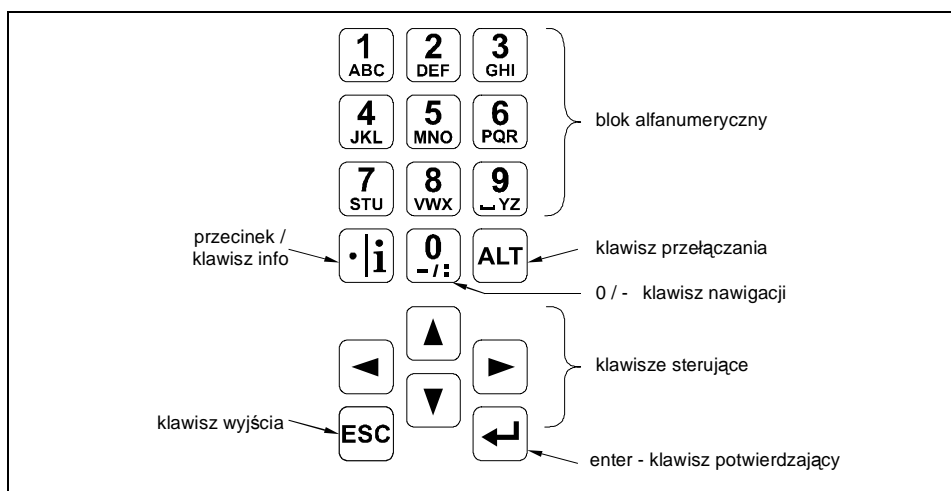 1 2 3
ABC DEF GHI
4 5 6
JKL MNO PQR
blok alfanumeryczny
7 8 9
STU VWX ⎵YZ
przecinek /
klawisz info
·|i 0 ALT
-/:
klawisz przełączania
0 / - klawisz nawigacji
klawisze sterujące
klawisz wyjścia
ESC
enter - klawisz potwierdzający